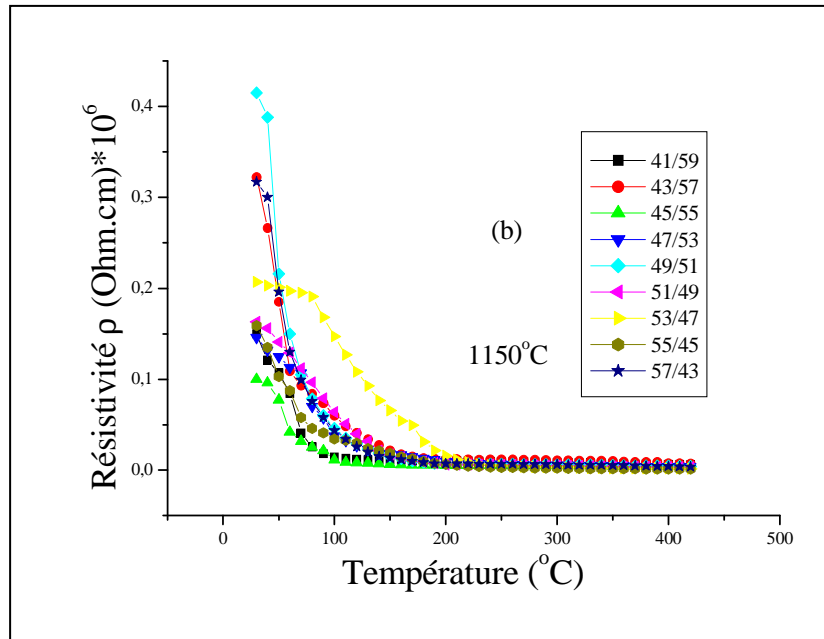 Résistivité ρ (Ohm.cm)*10^6
0,4
0,3
0,2
0,1
0,0
41/59
43/57
45/55
47/53
49/51
51/49
53/47
55/45
57/43
(b)
1150°C
0 100 200 300 400 500
Température (°C)